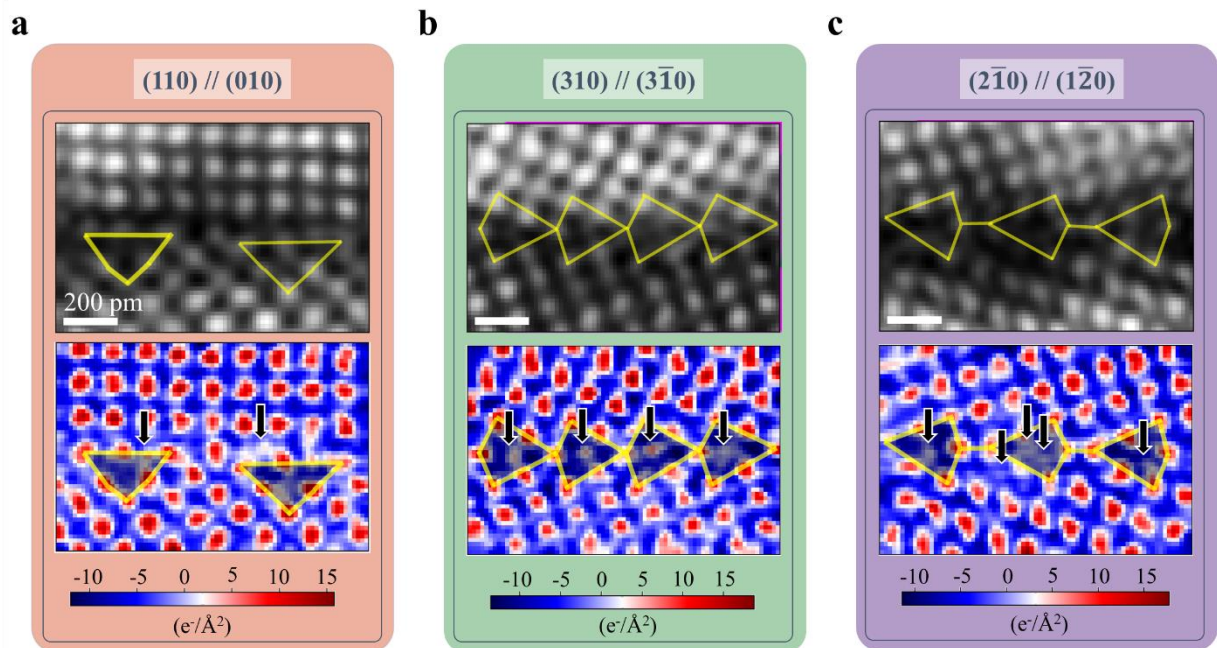 a
b
c
(110) // (010)
(310) // (31̅0)
(21̅0) // (12̅0)
200 pm
-10 -5 0 5 10 15
(e⁻/Å²)
-10 -5 0 5 10 15
(e⁻/Å²)
-10 -5 0 5 10 15
(e⁻/Å²)